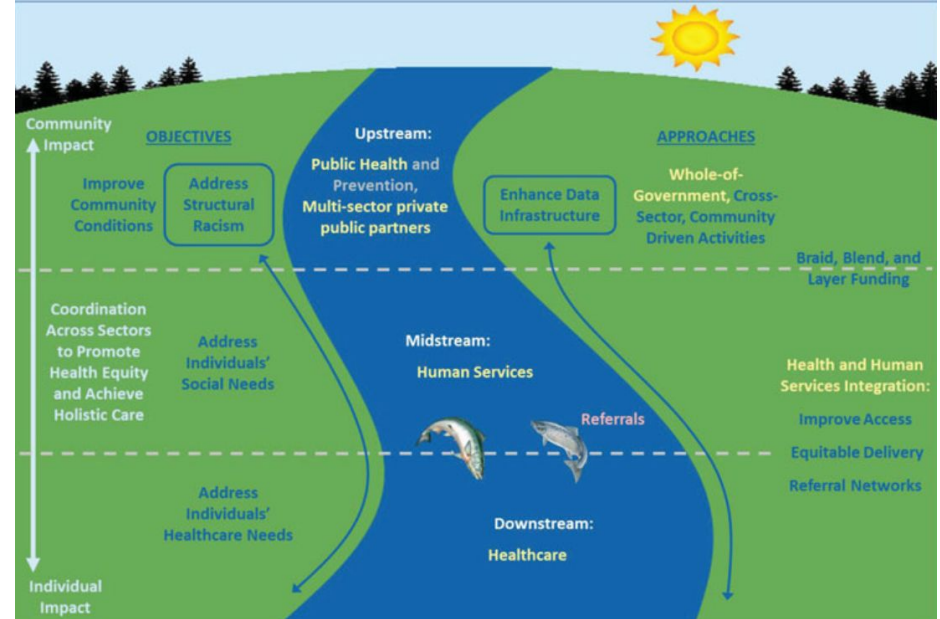 Community
Impact
OBJECTIVES
Improve
Community
Conditions
Address
Structural
Racism
Upstream:
Public Health and
Prevention,
Multi-sector private
public partners
APPROACHES
Enhance Data
Infrastructure
Whole-of-
Government, Cross-
Sector, Community
Driven Activities
Braid, Blend, and
Layer Funding
Coordination
Across Sectors
to Promote
Health Equity
and Achieve
Holistic Care
Address
Individuals'
Social Needs
Midstream:
Human Services
Referrals
Health and Human
Services Integration:
Improve Access
Equitable Delivery
Referral Networks
Address
Individuals'
Healthcare Needs
Downstream:
Healthcare
Individual
Impact